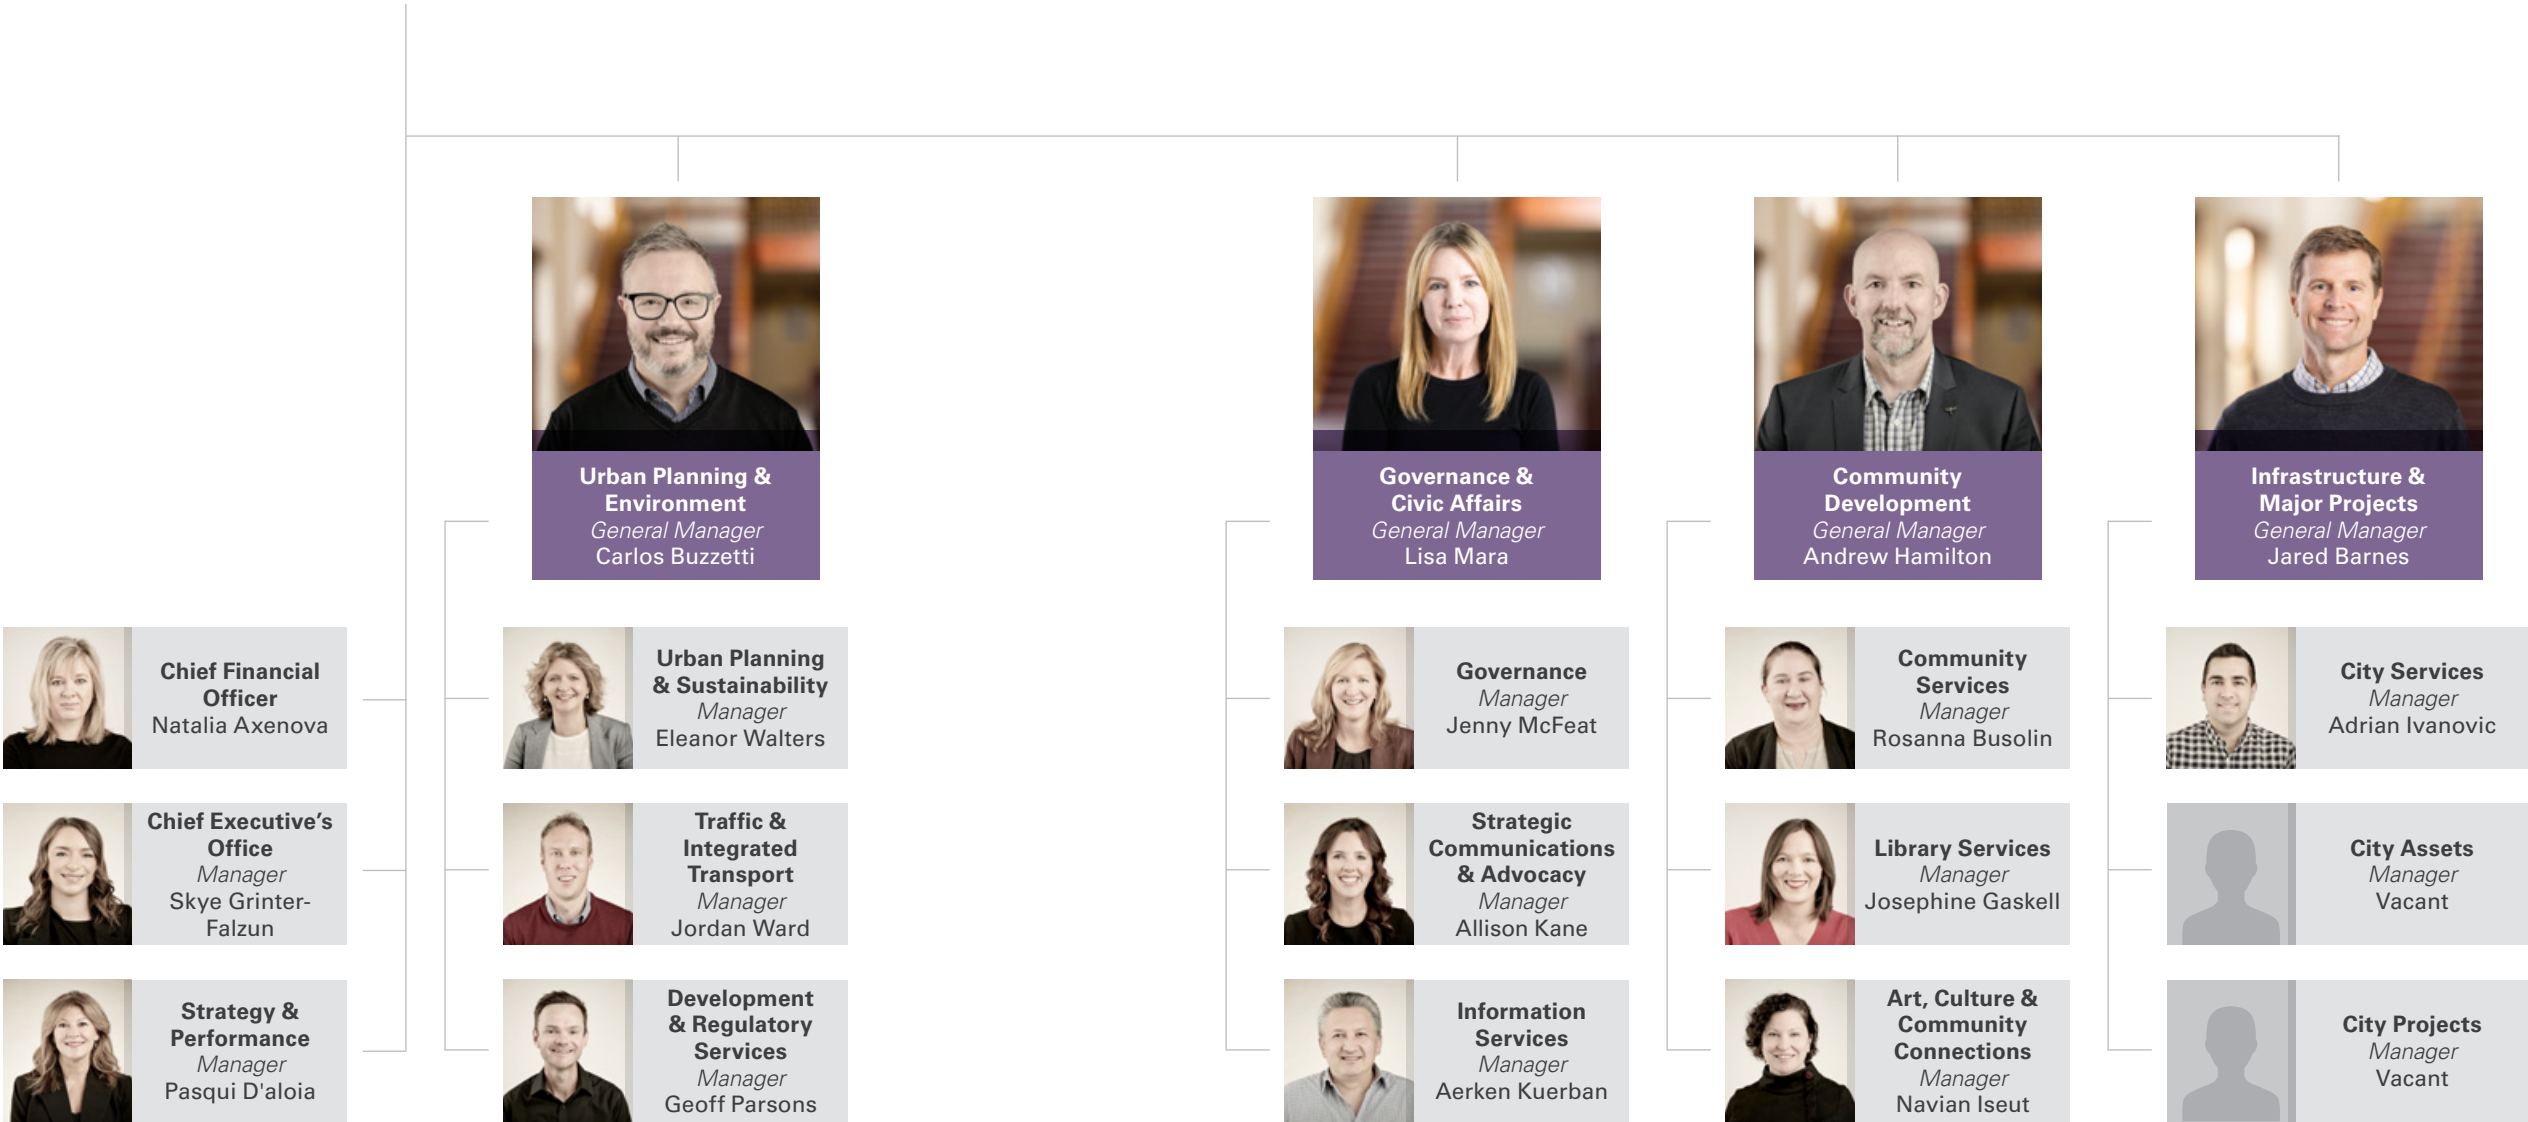 Urban Planning &
Environment
General Manager
Carlos Buzzetti
Governance &
Civic Affairs
General Manager
Lisa Mara
Community
Development
General Manager
Andrew Hamilton
Infrastructure &
Major Projects
General Manager
Jared Barnes
Chief Financial
Officer
Natalia Axenova
Chief Executive’s
Office
Manager
Skye Grinter-
Falzun
Strategy &
Performance
Manager
Pasqui D'aloia
Urban Planning
& Sustainability
Manager
Eleanor Walters
Traffic &
Integrated
Transport
Manager
Jordan Ward
Development
& Regulatory
Services
Manager
Geoff Parsons
Governance
Manager
Jenny McFeat
Strategic
Communications
& Advocacy
Manager
Allison Kane
Information
Services
Manager
Aerken Kuerban
Community
Services
Manager
Rosanna Busolin
Library Services
Manager
Josephine Gaskell
Art, Culture &
Community
Connections
Manager
Navian Iseut
City Services
Manager
Adrian Ivanovic
City Assets
Manager
Vacant
City Projects
Manager
Vacant